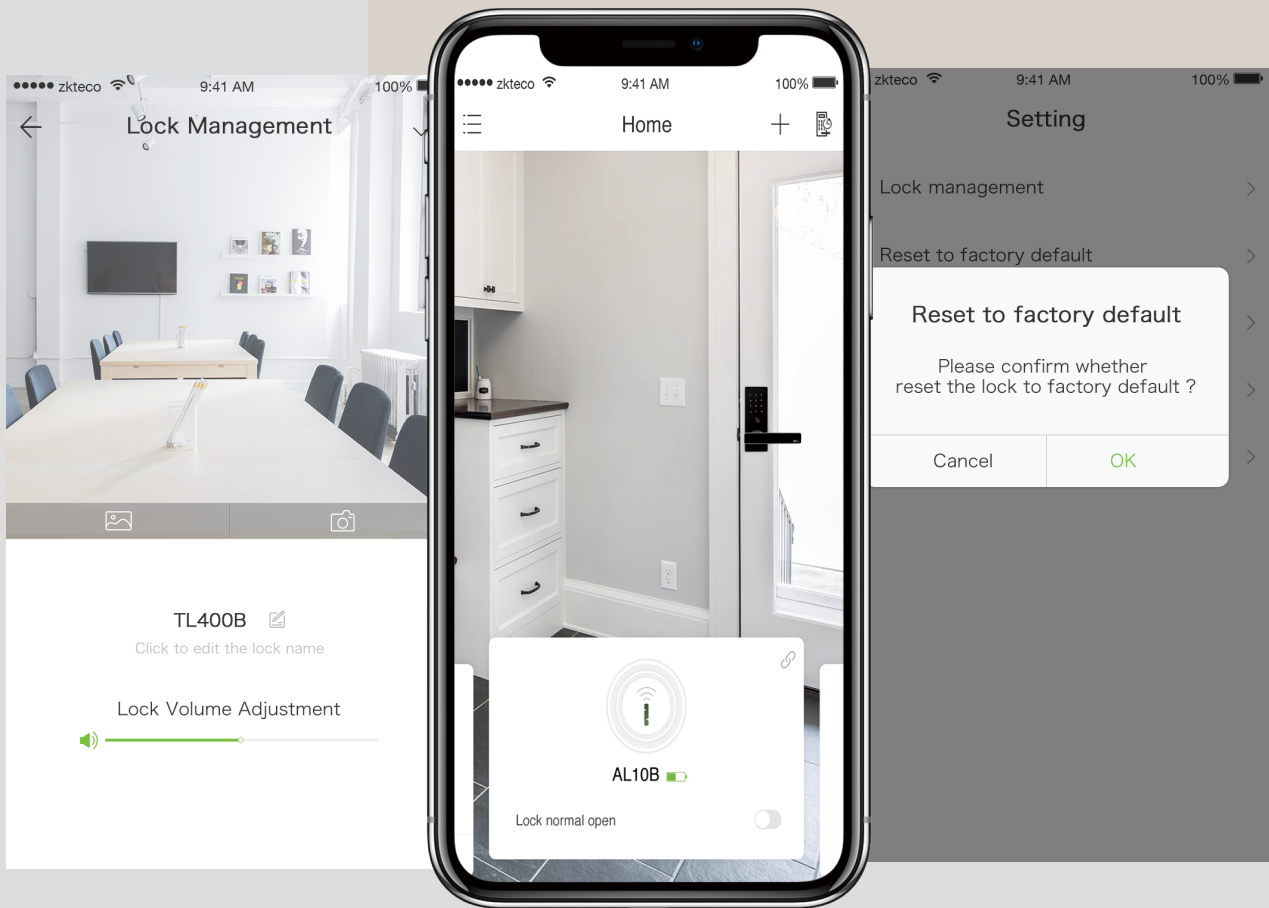 zkteco
9:41 AM
100%
Lock Management
TL400B
Click to edit the lock name
Lock Volume Adjustment
zkteco
9:41 AM
100%
Home
AL10B
Lock normal open
zkteco
9:41 AM
100%
Setting
Lock management
Reset to factory default
Reset to factory default
Please confirm whether
reset the lock to factory default ?
Cancel
OK